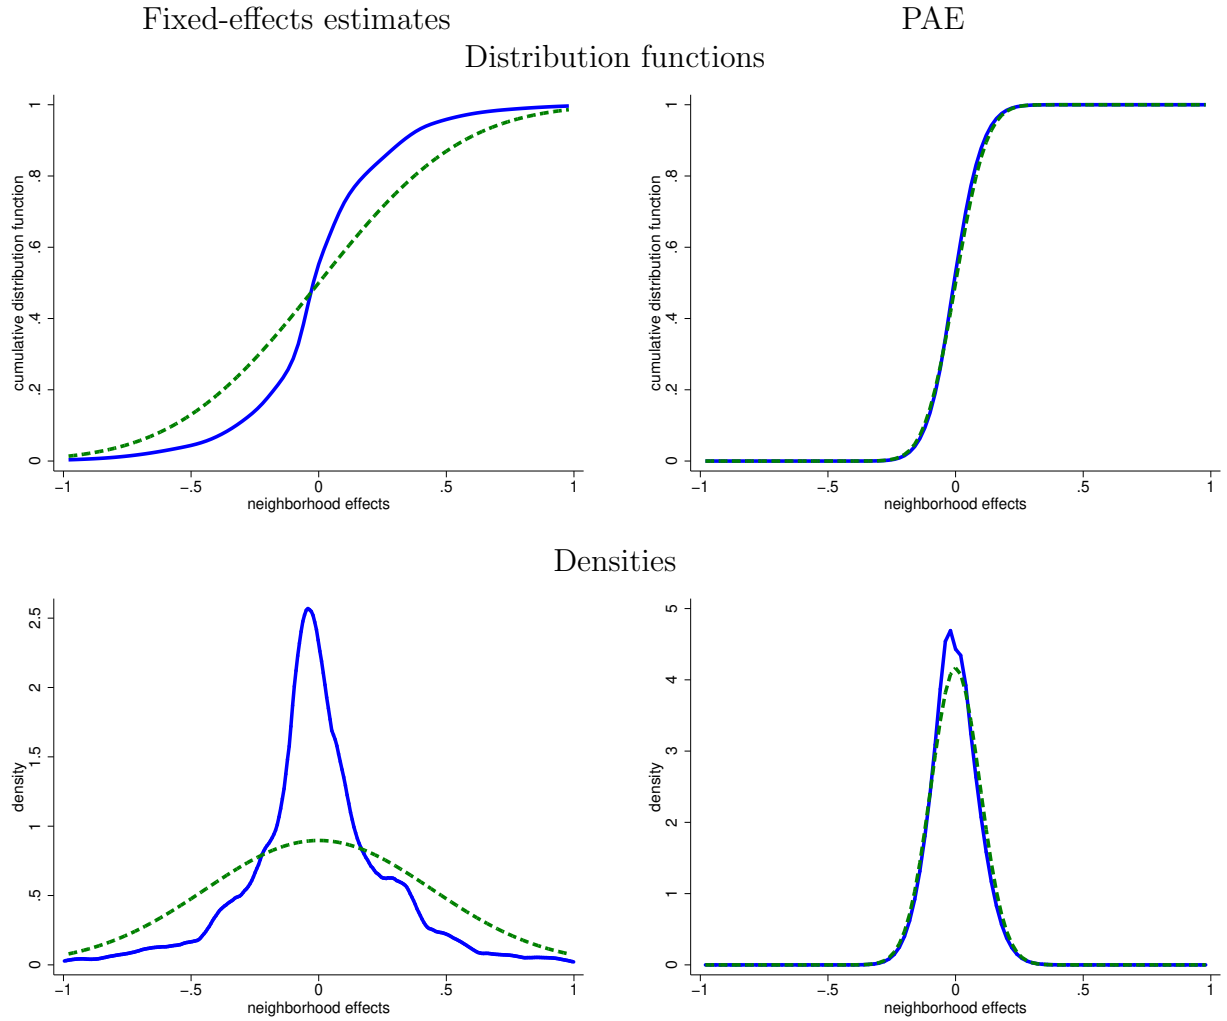 Fixed-effects estimates
PAE
Distribution functions
cumulative distribution function
0 .2 .4 .6 .8 1
−1 −.5 0 .5 1
neighborhood effects
cumulative distribution function
0 .2 .4 .6 .8 1
−1 −.5 0 .5 1
neighborhood effects
Densities
density
0 .5 1 1.5 2 2.5
−1 −.5 0 .5 1
neighborhood effects
density
0 1 2 3 4 5
−1 −.5 0 .5 1
neighborhood effects